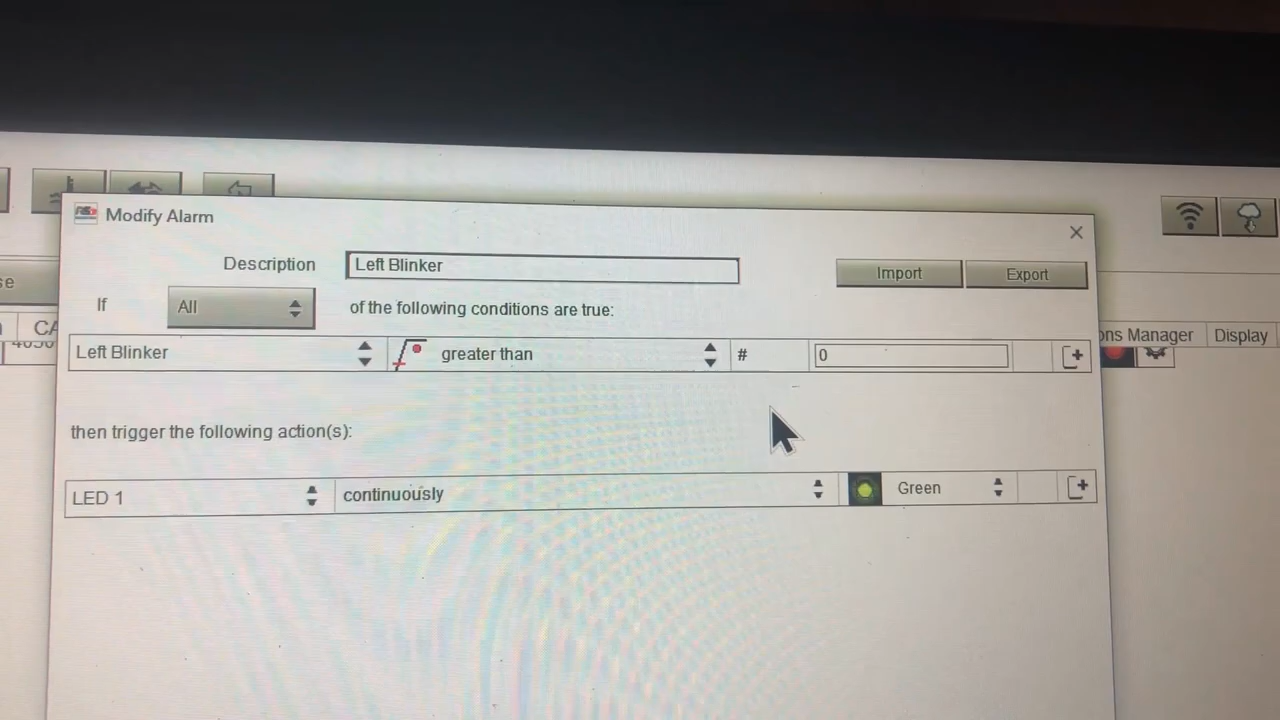 Modify Alarm
Description Left Blinker Import Export
If All of the following conditions are true:
Left Blinker greater than # 0
ons Manager Display
then trigger the following action(s):
LED 1 continuously Green